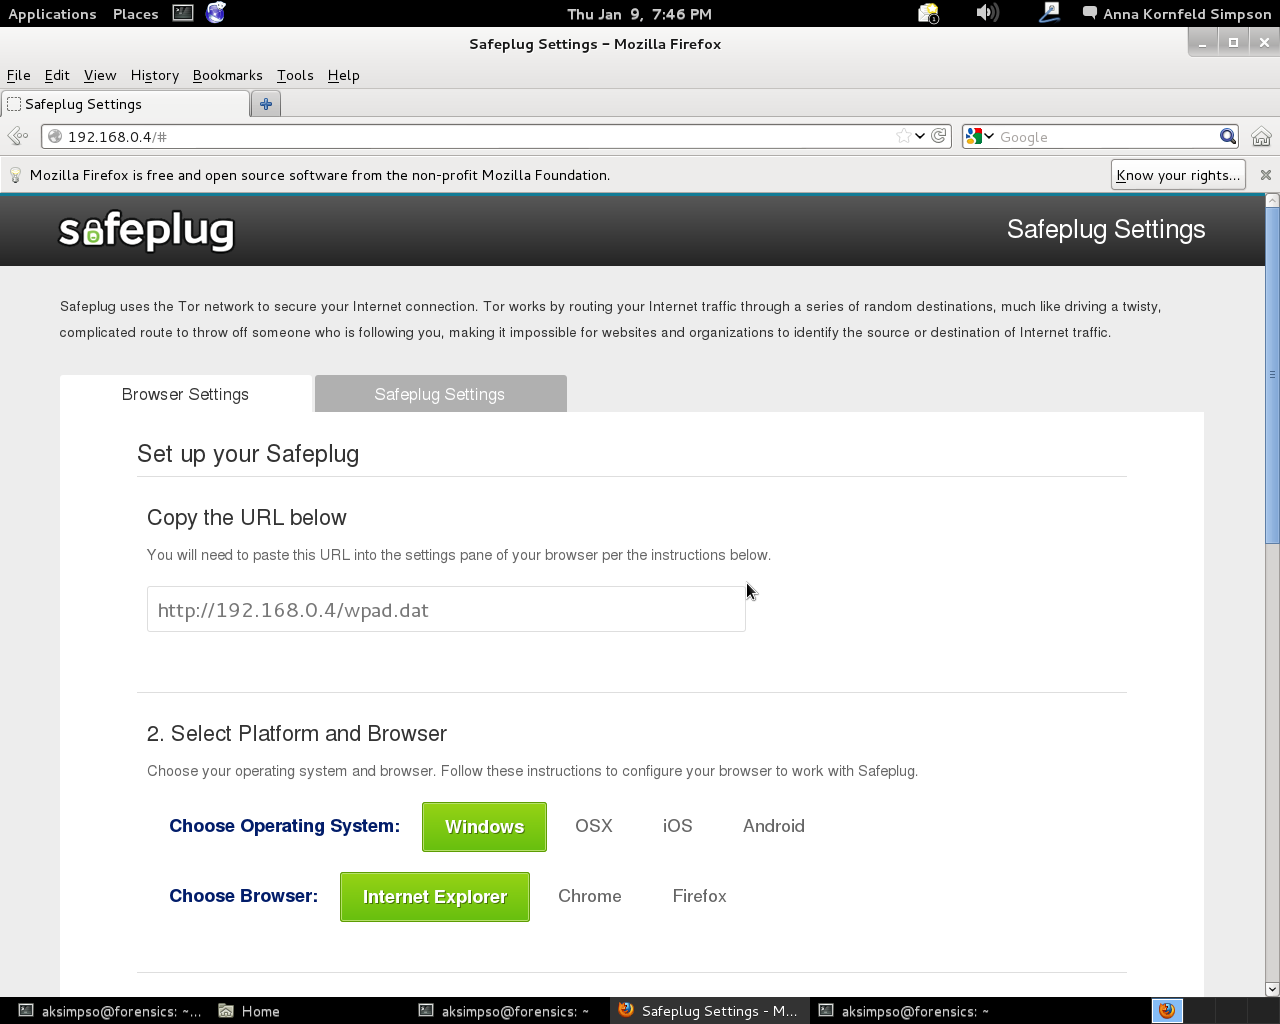 Applications Places Thu Jan 9, 7:46 PM 1 Anna Kornfeld Simpson
Safeplug Settings – Mozilla Firefox
File Edit View History Bookmarks Tools Help
Safeplug Settings
192.168.0.4/# Google
Mozilla Firefox is free and open source software from the non-profit Mozilla Foundation. Know your rights...
safeplug Safeplug Settings
Safeplug uses the Tor network to secure your Internet connection. Tor works by routing your Internet traffic through a series of random destinations, much like driving a twisty,
complicated route to throw off someone who is following you, making it impossible for websites and organizations to identify the source or destination of Internet traffic.
Browser Settings Safeplug Settings
Set up your Safeplug
Copy the URL below
You will need to paste this URL into the settings pane of your browser per the instructions below.
http://192.168.0.4/wpad.dat
2. Select Platform and Browser
Choose your operating system and browser. Follow these instructions to configure your browser to work with Safeplug.
Choose Operating System: Windows OSX iOS Android
Choose Browser: Internet Explorer Chrome Firefox
aksimpso@forensics: ~... Home aksimpso@forensics: ~ Safeplug Settings - M... aksimpso@forensics: ~